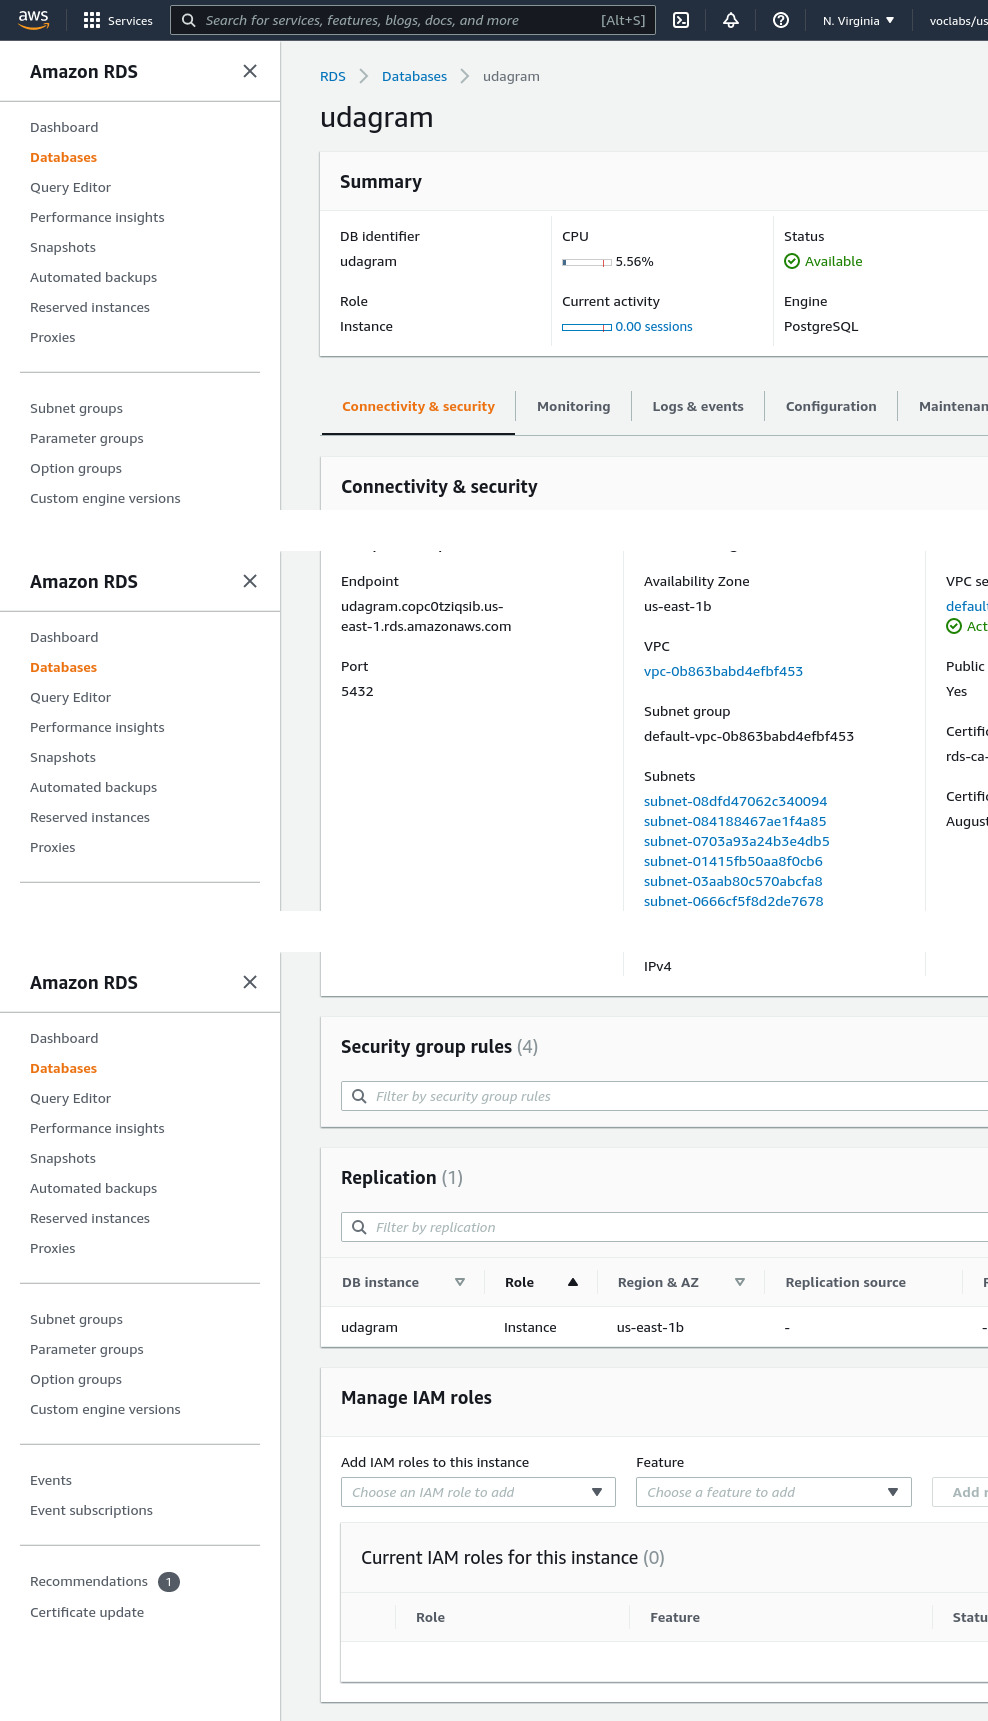 aws
Services
Search for services, features, blogs, docs, and more
[Alt+S]
N. Virginia
voclabs/us
Amazon RDS
Dashboard
Databases
Query Editor
Performance insights
Snapshots
Automated backups
Reserved instances
Proxies
Subnet groups
Parameter groups
Option groups
Custom engine versions
RDS
Databases
udagram
udagram
Summary
DB identifier
udagram
CPU
5.56%
Status
Available
Role
Instance
Current activity
0.00 sessions
Engine
PostgreSQL
Connectivity & security
Monitoring
Logs & events
Configuration
Maintenan
Connectivity & security
Amazon RDS
Dashboard
Databases
Query Editor
Performance insights
Snapshots
Automated backups
Reserved instances
Proxies
Endpoint
udagram.copc0tziqsib.us-
east-1.rds.amazonaws.com
Port
5432
Availability Zone
us-east-1b
VPC
vpc-0b863babd4efbf453
Subnet group
default-vpc-0b863babd4efbf453
Subnets
subnet-08dfd47062c340094
subnet-084188467ae1f4a85
subnet-0703a93a24b3e4db5
subnet-01415fb50aa8f0cb6
subnet-03aab80c570abcfa8
subnet-0666cf5f8d2de7678
VPC se
default
Act
Public
Yes
Certific
rds-ca-
Certific
August
Amazon RDS
Dashboard
Databases
Query Editor
Performance insights
Snapshots
Automated backups
Reserved instances
Proxies
Subnet groups
Parameter groups
Option groups
Custom engine versions
Events
Event subscriptions
Recommendations 1
Certificate update
IPv4
Security group rules (4)
Filter by security group rules
Replication (1)
Filter by replication
DB instance
Role
Region & AZ
Replication source
udagram
Instance
us-east-1b
-
-
Manage IAM roles
Add IAM roles to this instance
Choose an IAM role to add
Feature
Choose a feature to add
Add r
Current IAM roles for this instance (0)
Role
Feature
Statu